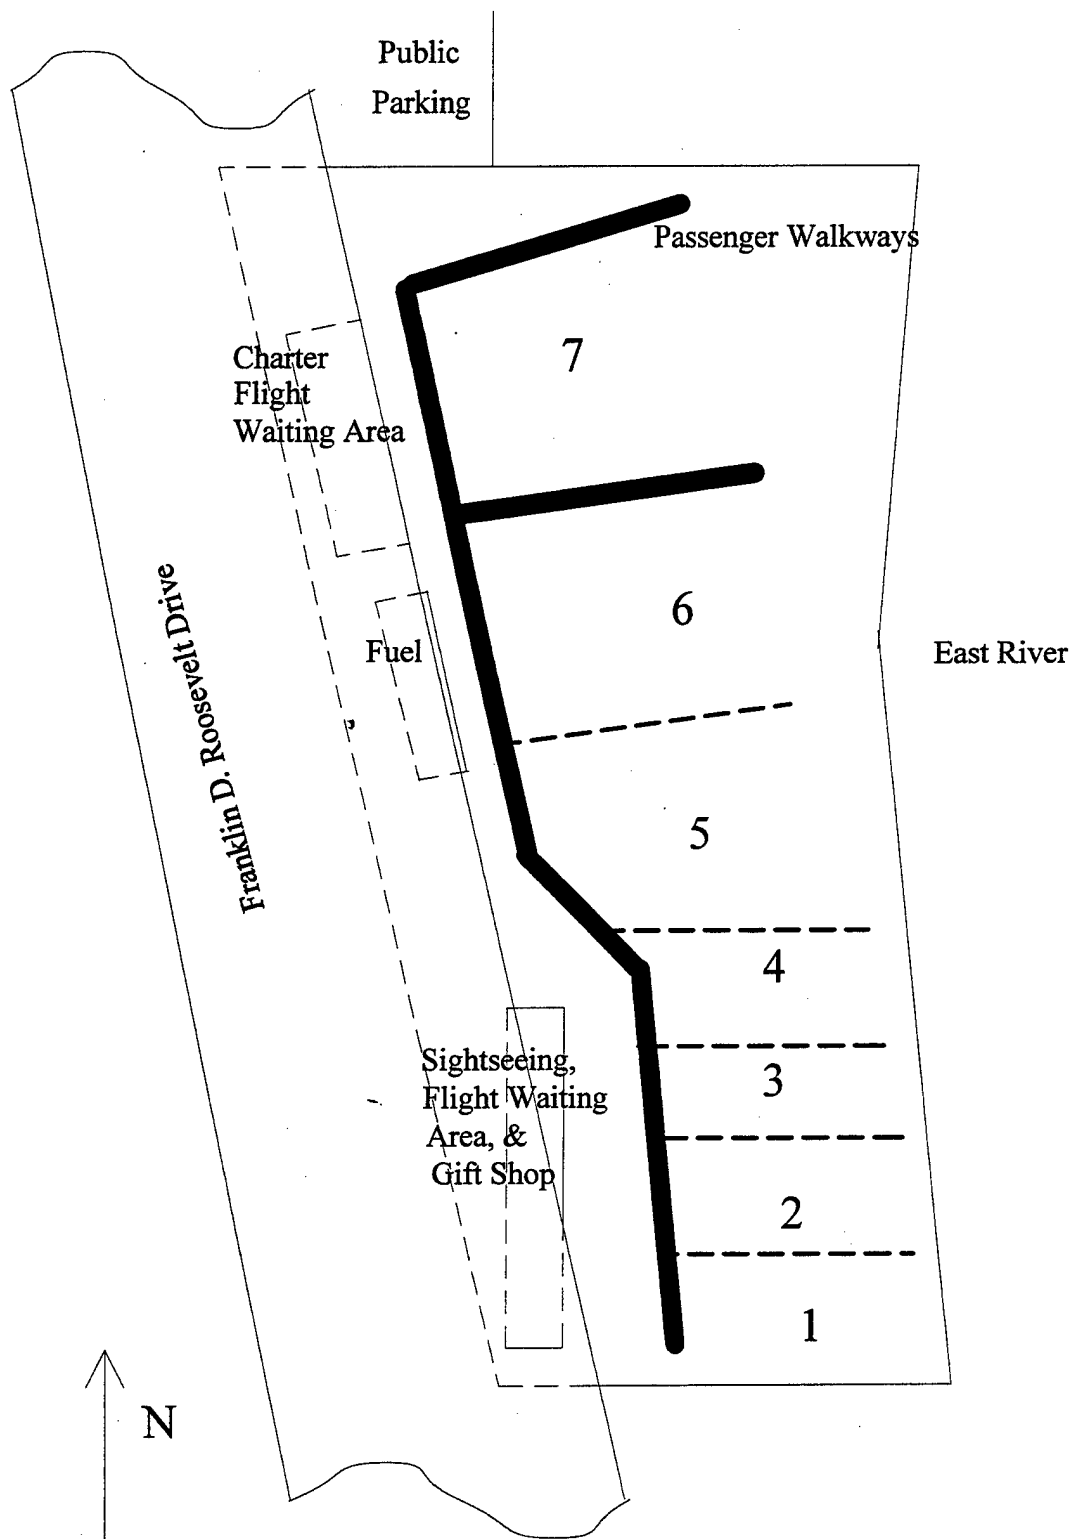 Public
Parking
Passenger Walkways
7
Charter
Flight
Waiting Area
6
Fuel
East River
Franklin D. Roosevelt Drive
5
4
Sightseeing,
Flight Waiting
Area, &
Gift Shop
3
2
1
N